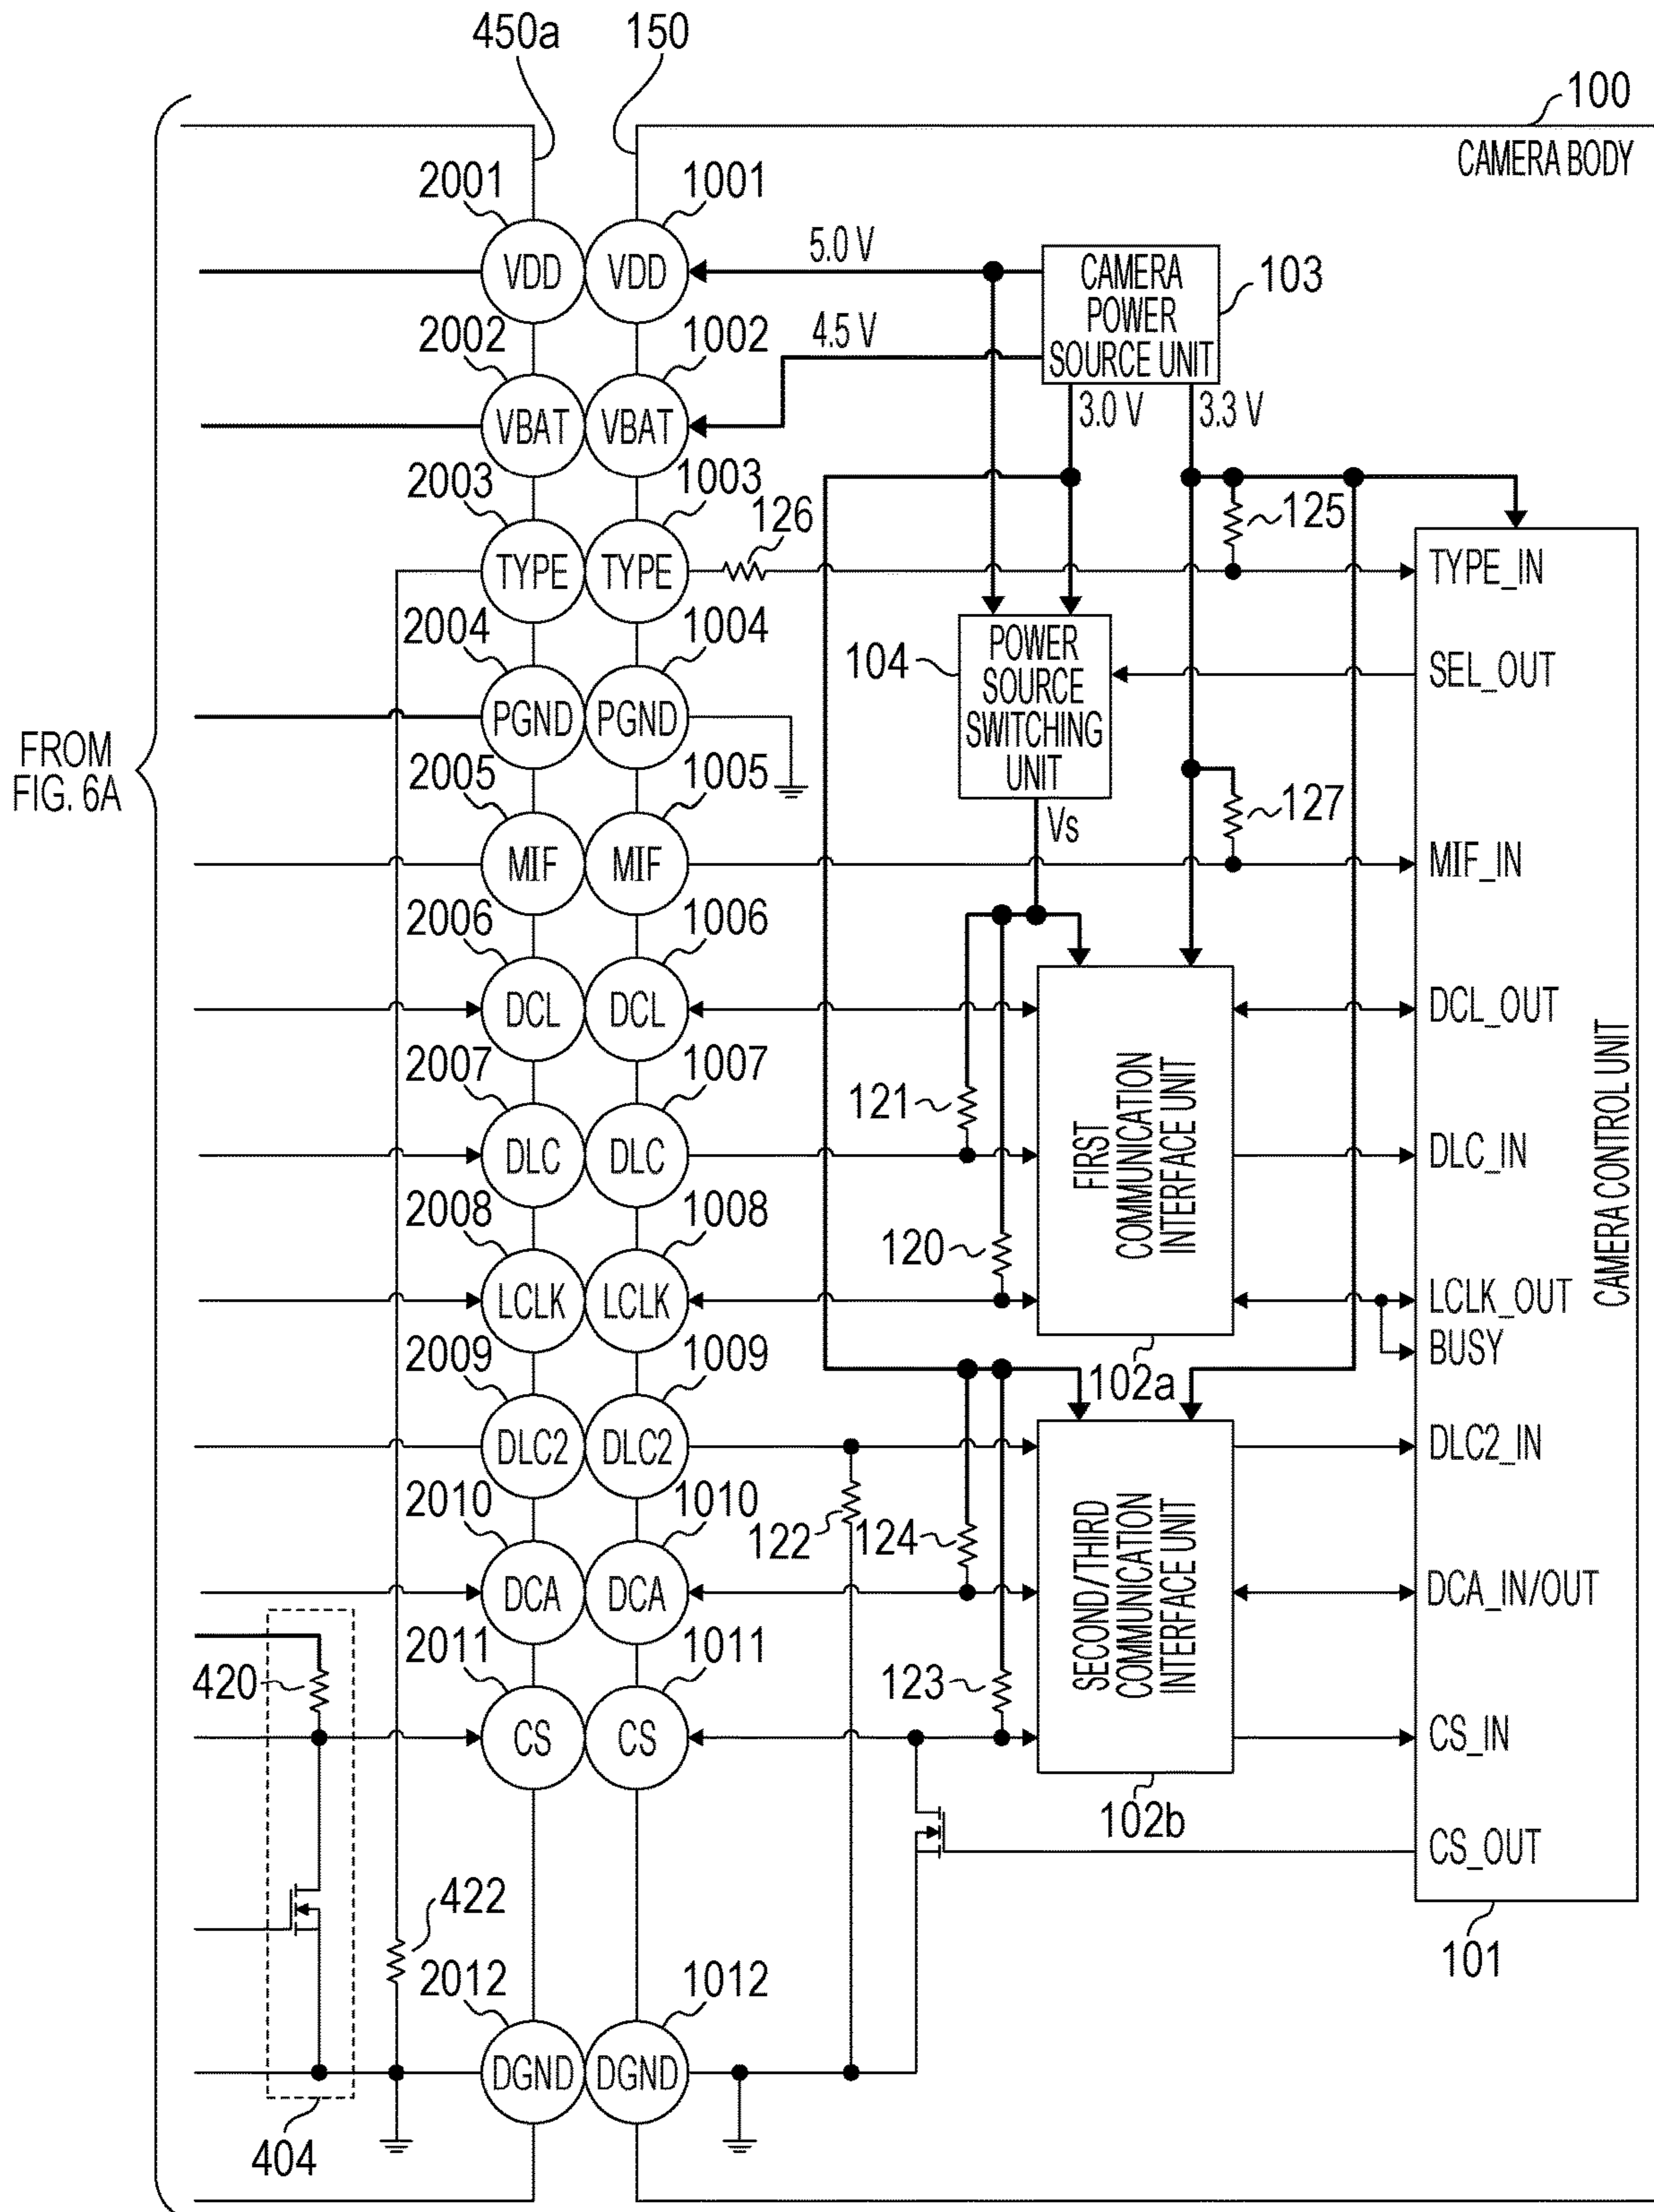 450a 150
100
CAMERA BODY
2001 1001
VDD VDD
5.0 V
CAMERA
POWER
SOURCE UNIT
103
2002 1002
VBAT VBAT
4.5 V
3.0 V 3.3 V
2003 1003
TYPE TYPE
126
125
TYPE_IN
2004 1004
PGND PGND
104
POWER
SOURCE
SWITCHING
UNIT
SEL_OUT
FROM
FIG. 6A
2005 1005
MIF MIF
Vs
127
MIF_IN
2006 1006
DCL DCL
DCL_OUT
2007 1007
DLC DLC
121
FIRST
COMMUNICATION
INTERFACE UNIT
DLC_IN
CAMERA CONTROL UNIT
2008 1008
LCLK LCLK
120
LCLK_OUT
BUSY
102a
2009 1009
DLC2 DLC2
DLC2_IN
2010 1010
DCA DCA
122 124
SECOND/THIRD
COMMUNICATION
INTERFACE UNIT
DCA_IN/OUT
2011 1011
CS CS
420
123
CS_IN
102b
CS_OUT
422
101
2012 1012
DGND DGND
404